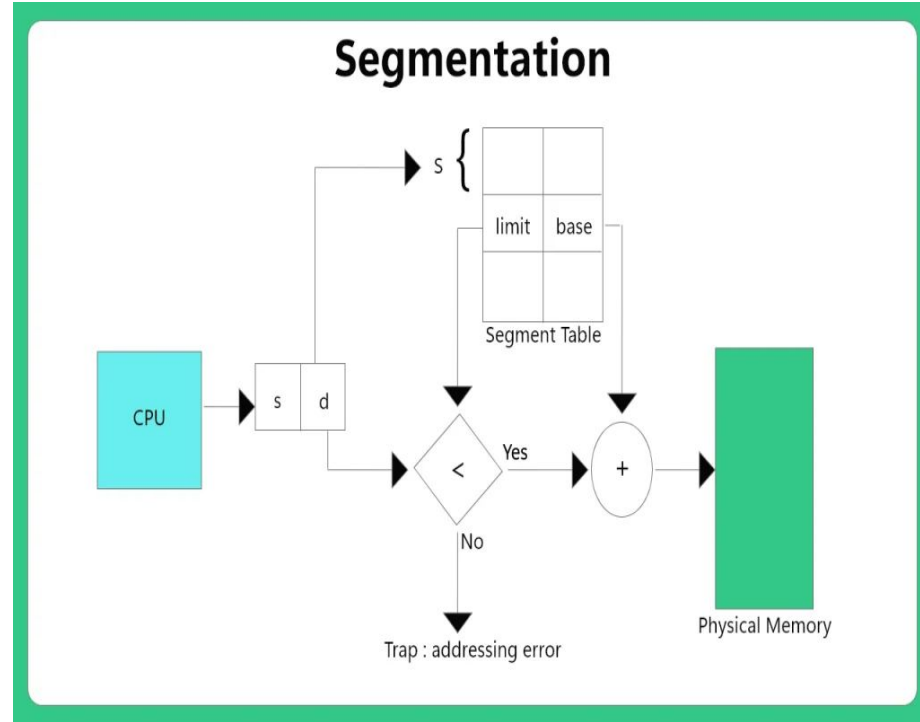 Segmentation
S {
limit base
Segment Table
CPU
s d
<
Yes
+
No
Physical Memory
Trap : addressing error